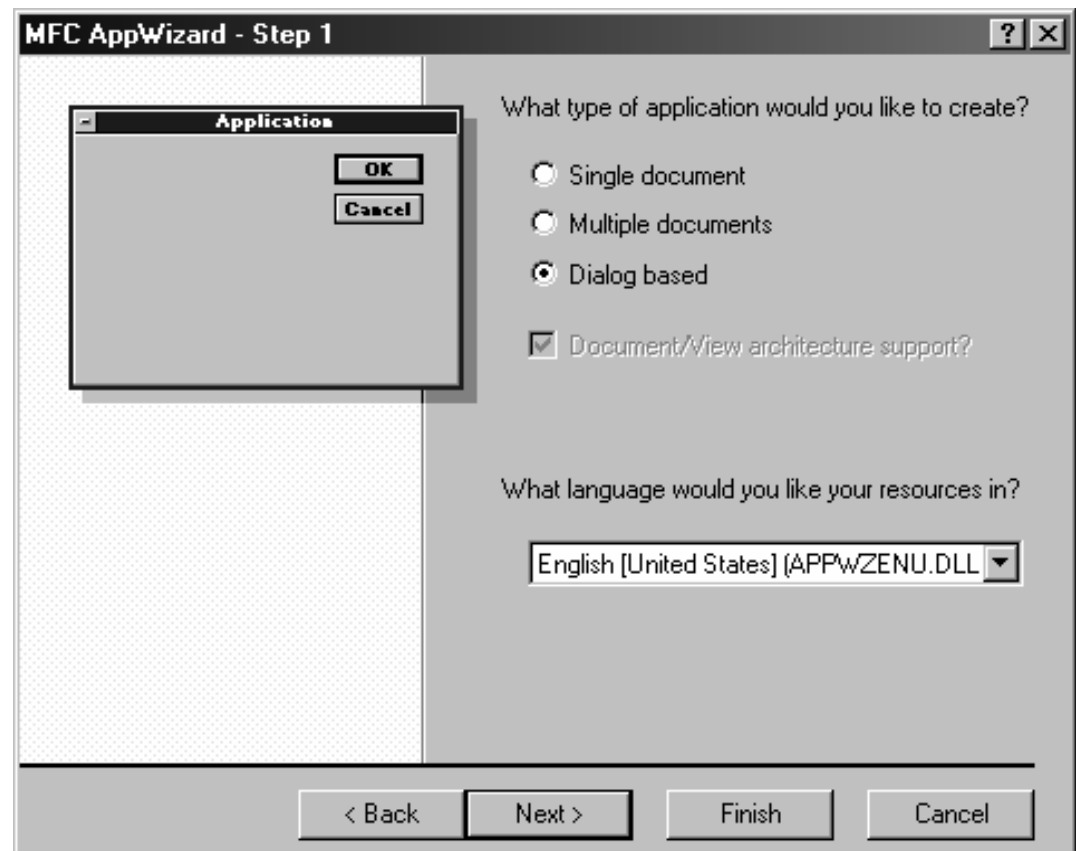 MFC AppWizard - Step 1
Application
OK
Cancel
What type of application would you like to create?
Single document
Multiple documents
Dialog based
Document/View architecture support?
What language would you like your resources in?
English [United States] (APPWZENU.DLL
< Back
Next >
Finish
Cancel